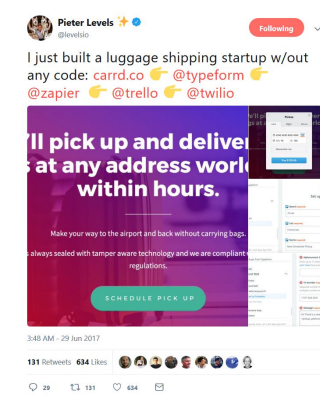 Pieter Levels
@levelsio
Following
I just built a luggage shipping startup w/out
any code: carrd.co 👉 @typeform 👉
@zapier 👉 @trello 👉 @twilio
'll pick up and deliver
s at any address worl
within hours.
Make your way to the airport and back without carrying bags.
always sealed with tamper aware technology and we are compliant
regulations.
SCHEDULE PICK UP
3:48 AM - 29 Jun 2017
131 Retweets 634 Likes
29 131 634